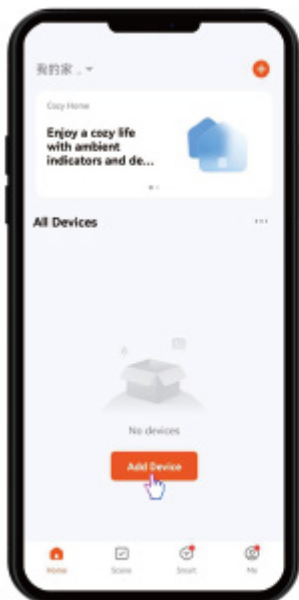 我的家
Cozy Home
Enjoy a cozy life
with ambient
indicators and de...
All Devices
No devices
Add Device
Home
Scene
Smart
Me